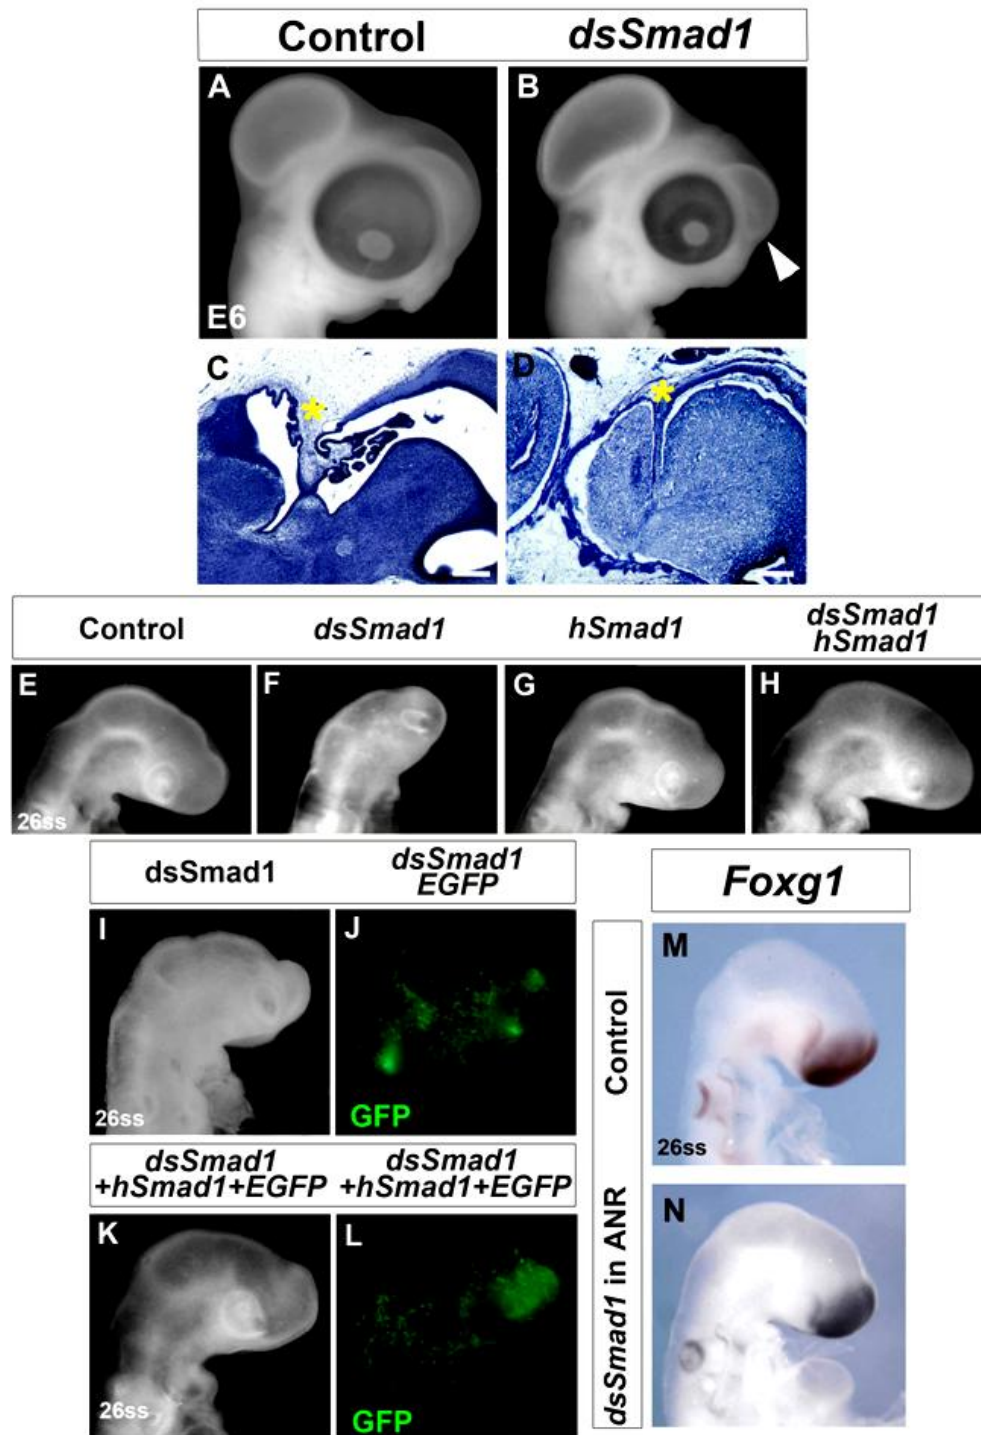 Control
dsSmad1
A
B
E6
C
*
D
*
Control
dsSmad1
hSmad1
dsSmad1
hSmad1
E
F
G
H
26ss
dsSmad1
dsSmad1
EGFP
Foxg1
I
J
26ss
GFP
Control
M
26ss
dsSmad1
+hSmad1+EGFP
dsSmad1
+hSmad1+EGFP
K
L
26ss
GFP
dsSmad1 in ANR
N